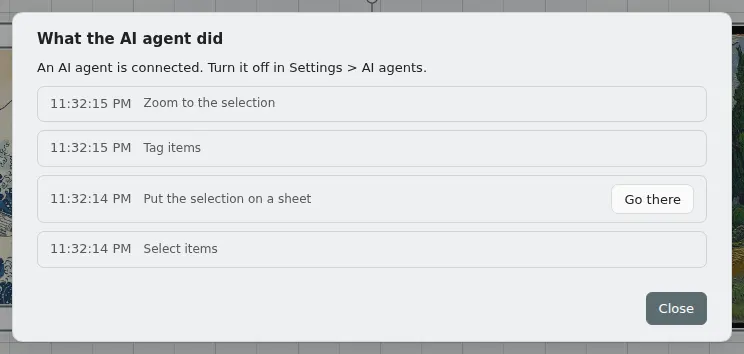 What the AI agent did
An AI agent is connected. Turn it off in Settings > AI agents.
11:32:15 PM Zoom to the selection
11:32:15 PM Tag items
11:32:14 PM Put the selection on a sheet Go there
11:32:14 PM Select items
Close